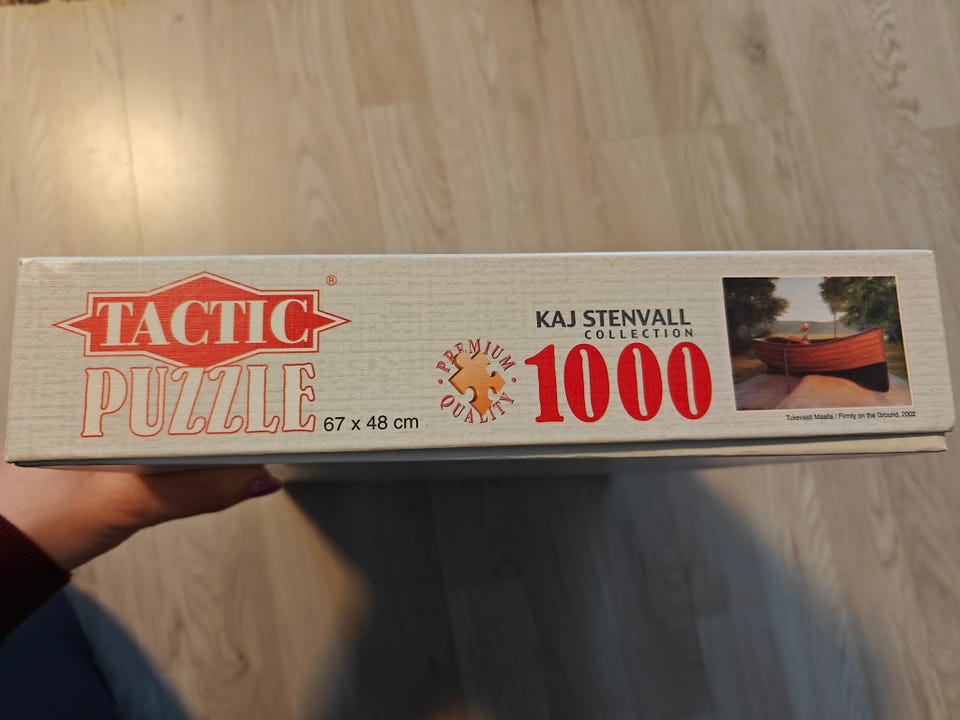 TACTIC®
PUZZLE
67 x 48 cm
PREMIUM
QUALITY
KAJ STENVALL
COLLECTION
1000
Tukevasti Maalla / Firmly on the Ground, 2002